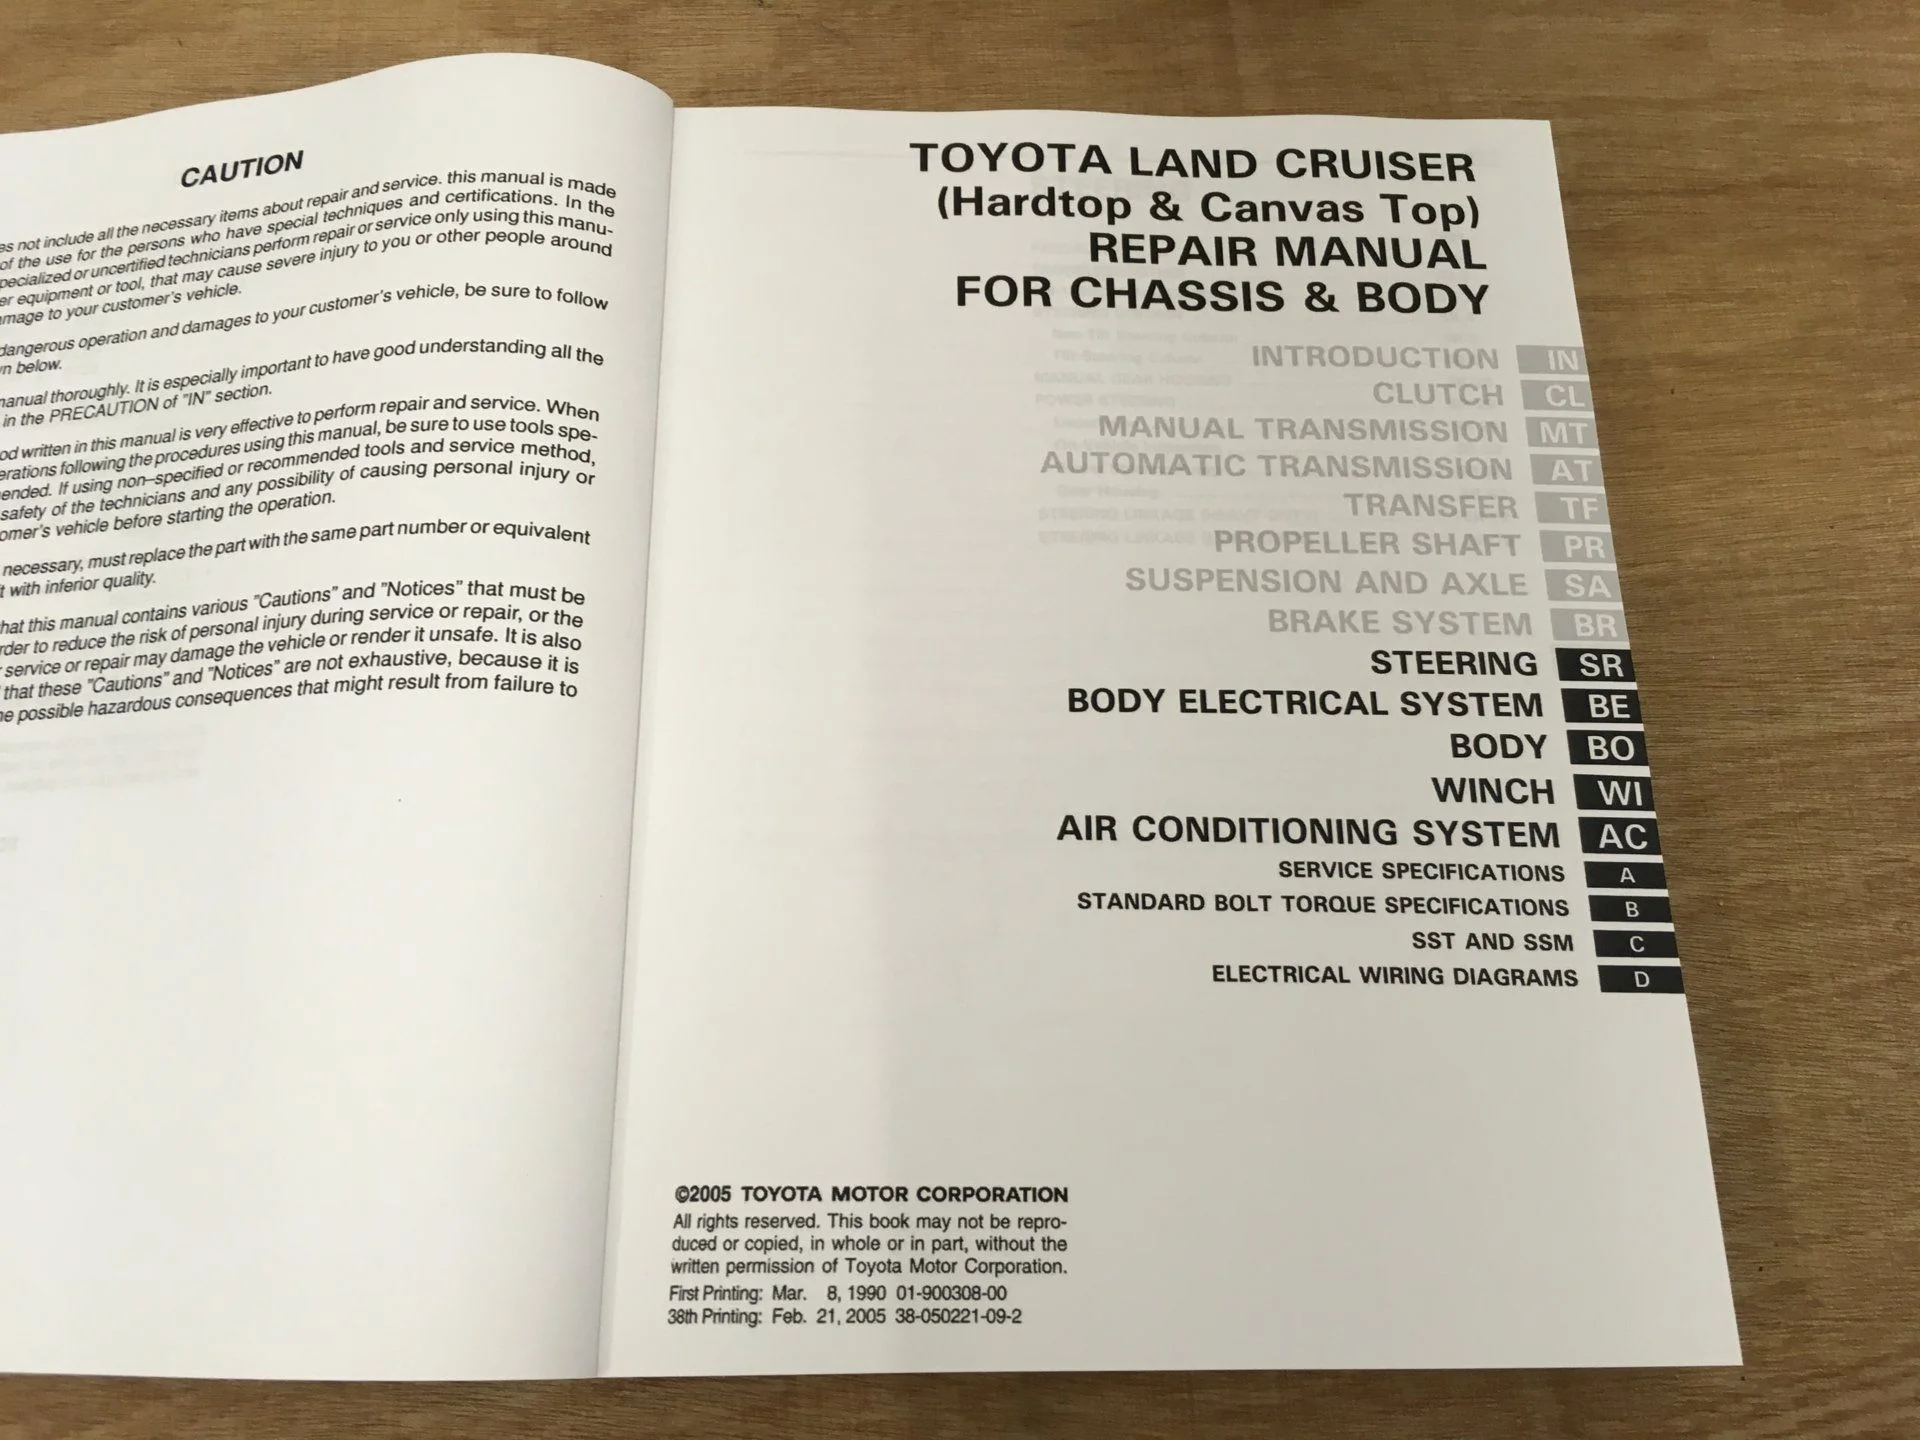 CAUTION
es not include all the necessary items about repair and service. this manual is made
of the use for the persons who have special techniques and certifications. In the
pecialized or uncertified technicians perform repair or service only using this manu-
er equipment or tool, that may cause severe injury to you or other people around
mage to your customer's vehicle.
dangerous operation and damages to your customer's vehicle, be sure to follow
n below.
manual thoroughly. It is especially important to have good understanding all the
in the PRECAUTION of "IN" section.
od written in this manual is very effective to perform repair and service. When
erations following the procedures using this manual, be sure to use tools spe-
ended. If using non–specified or recommended tools and service method,
safety of the technicians and any possibility of causing personal injury or
omer's vehicle before starting the operation.
necessary, must replace the part with the same part number or equivalent
t with inferior quality.
hat this manual contains various "Cautions" and "Notices" that must be
rder to reduce the risk of personal injury during service or repair, or the
service or repair may damage the vehicle or render it unsafe. It is also
that these "Cautions" and "Notices" are not exhaustive, because it is
he possible hazardous consequences that might result from failure to
TOYOTA LAND CRUISER
(Hardtop & Canvas Top)
REPAIR MANUAL
FOR CHASSIS & BODY
INTRODUCTION IN
CLUTCH CL
MANUAL TRANSMISSION MT
AUTOMATIC TRANSMISSION AT
TRANSFER TF
PROPELLER SHAFT PR
SUSPENSION AND AXLE SA
BRAKE SYSTEM BR
STEERING SR
BODY ELECTRICAL SYSTEM BE
BODY BO
WINCH WI
AIR CONDITIONING SYSTEM AC
SERVICE SPECIFICATIONS A
STANDARD BOLT TORQUE SPECIFICATIONS B
SST AND SSM C
ELECTRICAL WIRING DIAGRAMS D
©2005 TOYOTA MOTOR CORPORATION
All rights reserved. This book may not be repro-
duced or copied, in whole or in part, without the
written permission of Toyota Motor Corporation.
First Printing: Mar. 8, 1990 01-900308-00
38th Printing: Feb. 21, 2005 38-050221-09-2